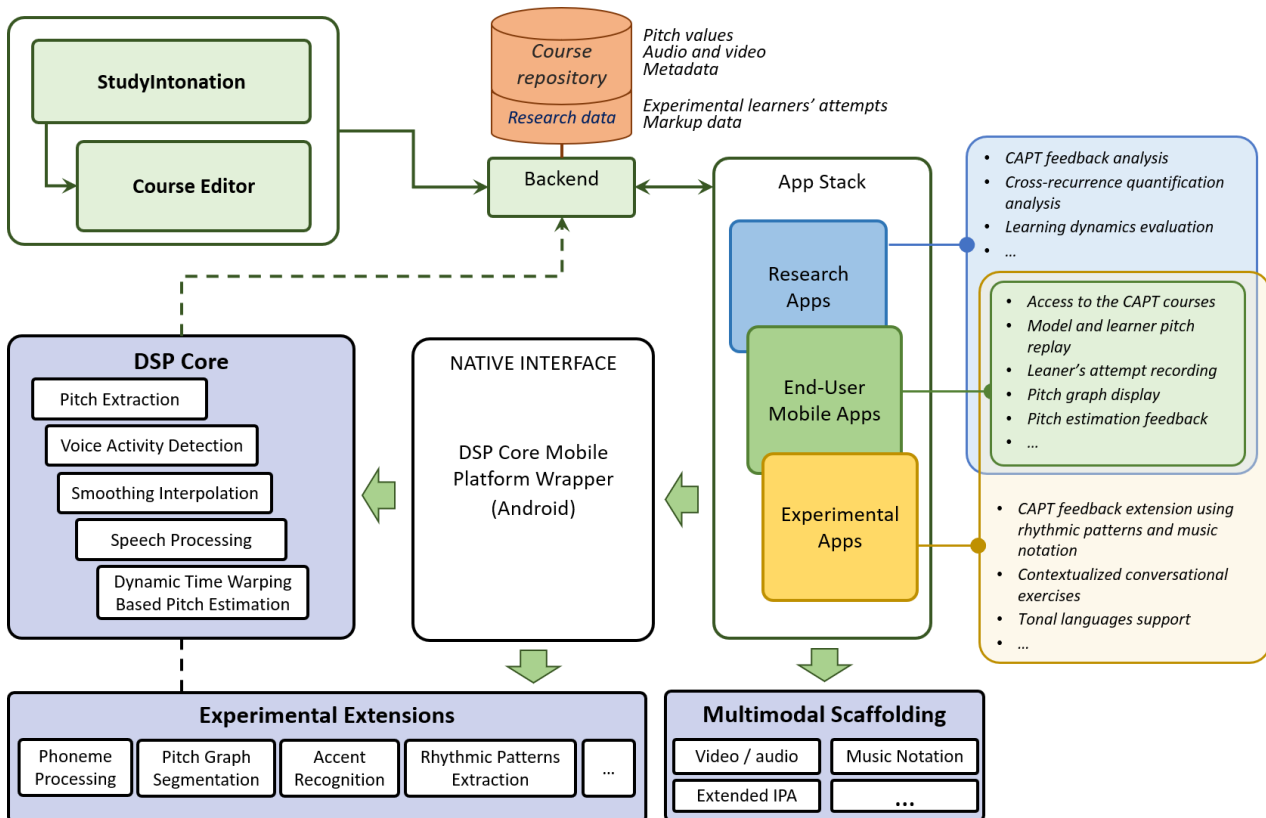 StudyIntonation
Course Editor
Course
repository
Research data
Pitch values
Audio and video
Metadata
Experimental learners’ attempts
Markup data
Backend
App Stack
Research
Apps
End-User
Mobile Apps
Experimental
Apps
• CAPT feedback analysis
• Cross-recurrence quantification
analysis
• Learning dynamics evaluation
• ...
• Access to the CAPT courses
• Model and learner pitch
replay
• Leaner’s attempt recording
• Pitch graph display
• Pitch estimation feedback
• ...
• CAPT feedback extension using
rhythmic patterns and music
notation
• Contextualized conversational
exercises
• Tonal languages support
• ...
DSP Core
Pitch Extraction
Voice Activity Detection
Smoothing Interpolation
Speech Processing
Dynamic Time Warping
Based Pitch Estimation
NATIVE INTERFACE
DSP Core Mobile
Platform Wrapper
(Android)
Experimental Extensions
Phoneme
Processing
Pitch Graph
Segmentation
Accent
Recognition
Rhythmic Patterns
Extraction
...
Multimodal Scaffolding
Video / audio
Music Notation
Extended IPA
...